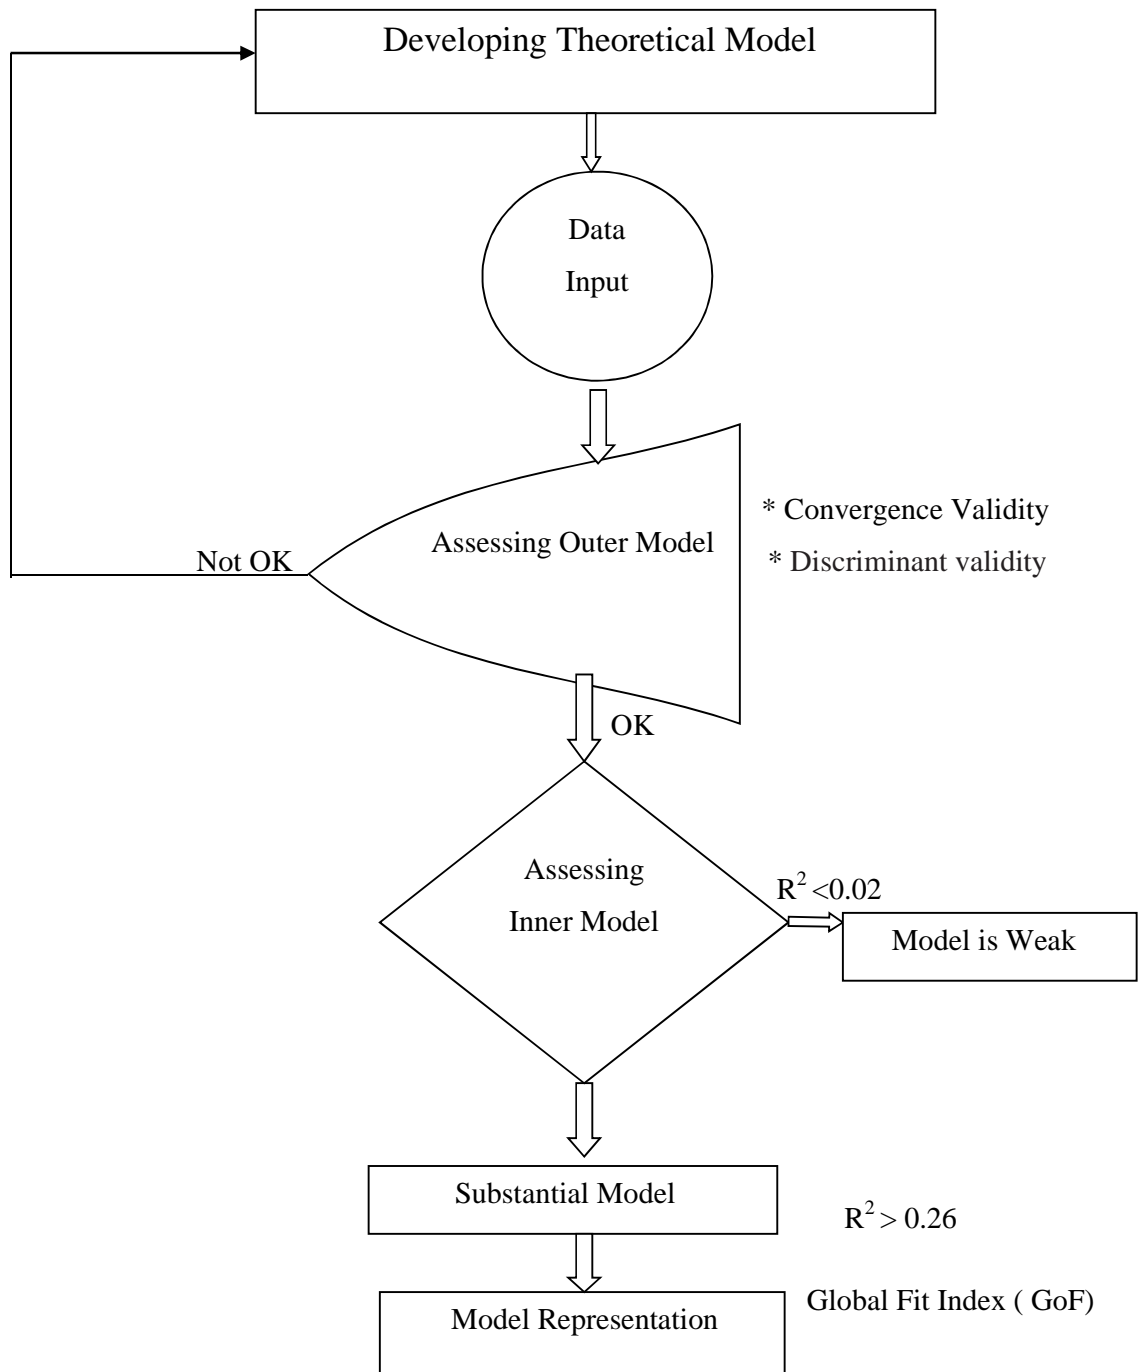 Developing Theoretical Model
Data
Input
* Convergence Validity
Assessing Outer Model
Not OK
* Discriminant validity
OK
Assessing
Inner Model
R² <0.02
Model is Weak
Substantial Model
R² > 0.26
Global Fit Index ( GoF)
Model Representation